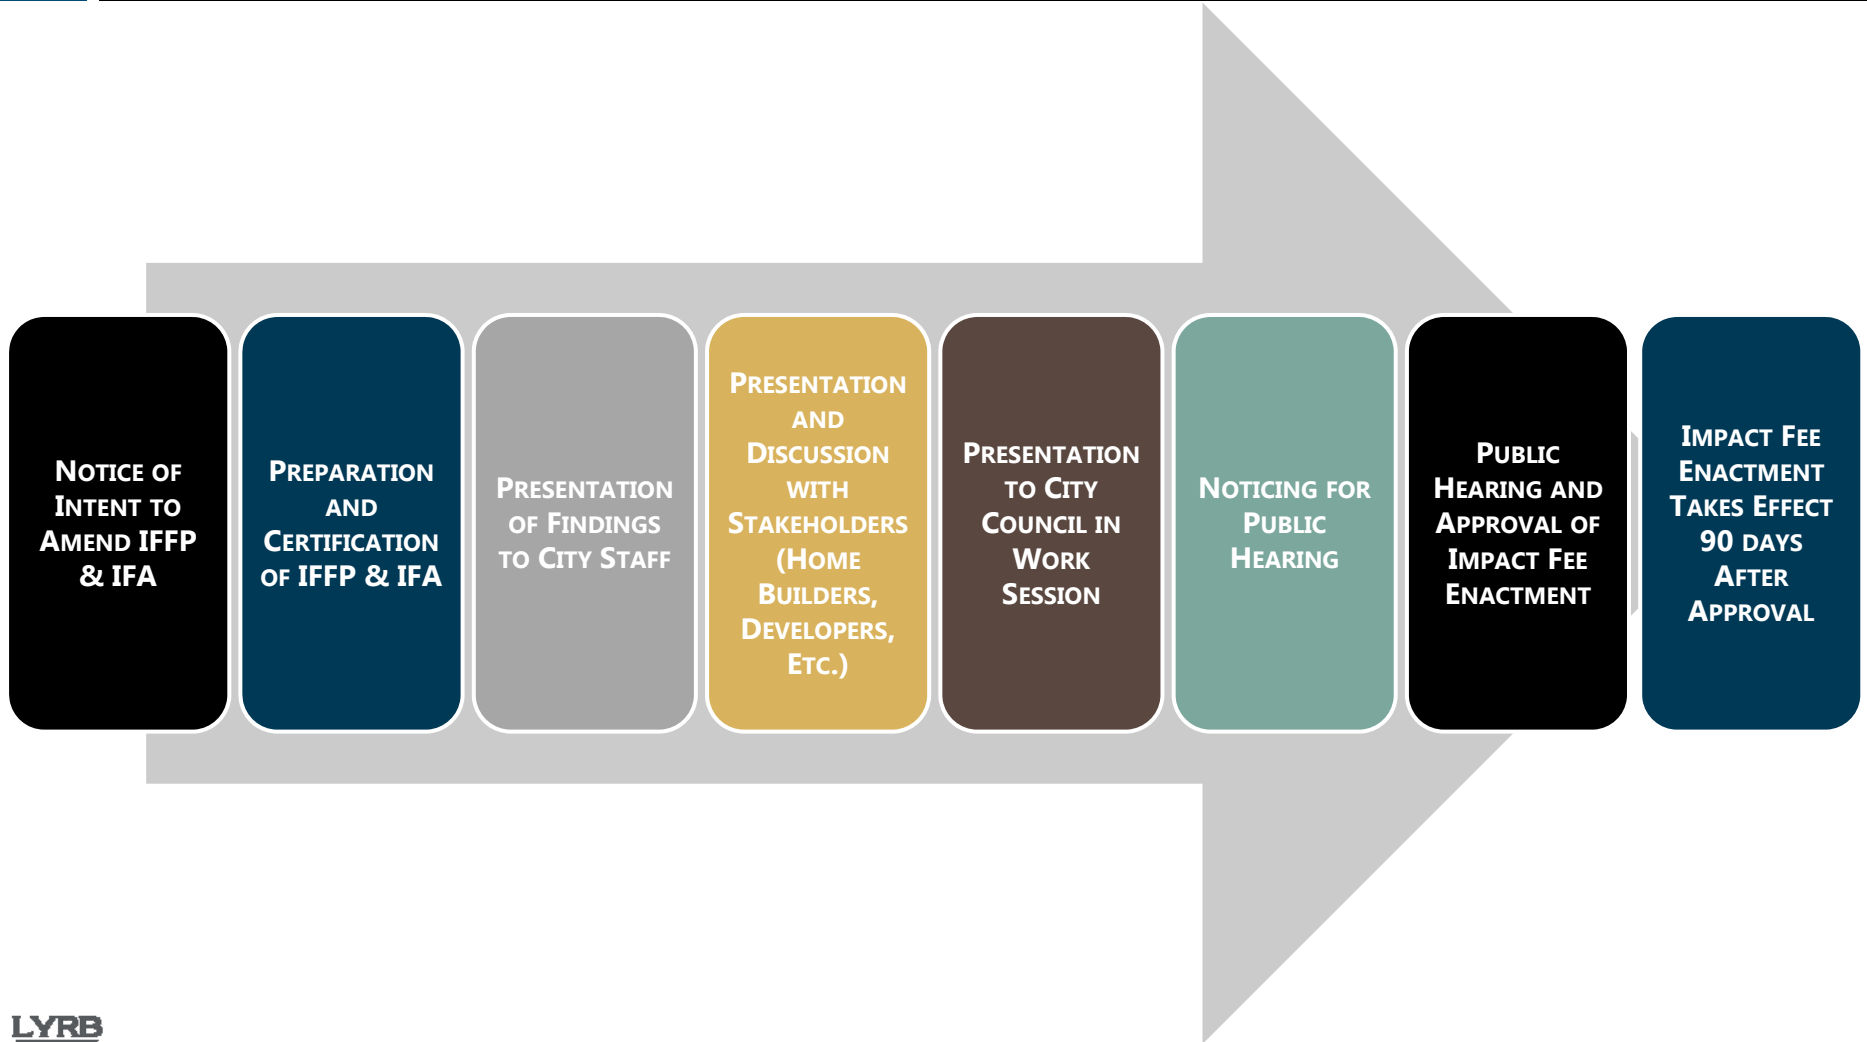 NOTICE OF
INTENT TO
AMEND IFFP
& IFA
PREPARATION
AND
CERTIFICATION
OF IFFP & IFA
PRESENTATION
OF FINDINGS
TO CITY STAFF
PRESENTATION
AND
DISCUSSION
WITH
STAKEHOLDERS
(HOME
BUILDERS,
DEVELOPERS,
ETC.)
PRESENTATION
TO CITY
COUNCIL IN
WORK
SESSION
NOTICING FOR
PUBLIC
HEARING
PUBLIC
HEARING AND
APPROVAL OF
IMPACT FEE
ENACTMENT
IMPACT FEE
ENACTMENT
TAKES EFFECT
90 DAYS
AFTER
APPROVAL
LYRB